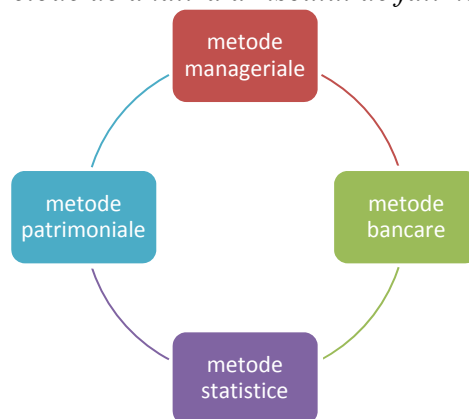 metode
manageriale
metode
patrimoniale
metode
bancare
metode
statistice